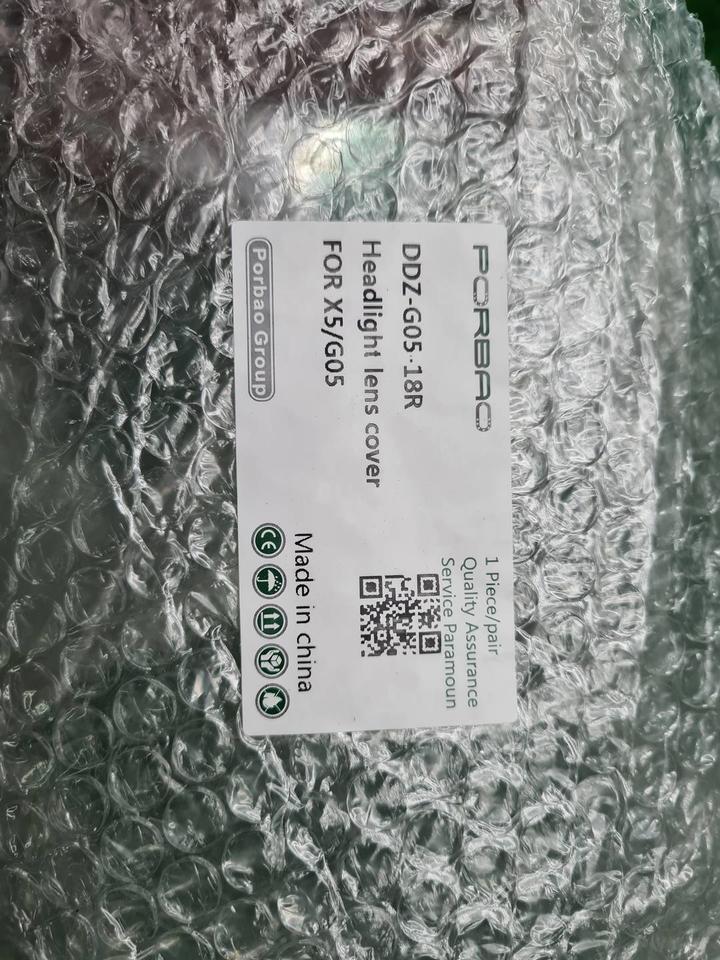 PORBAO
DDZ-G05-18R
Headlight lens cover
FOR X5/G05
Porbao Group
1 Piece/pair
Quality Assurance
Service Paramoun
Made in china
CE